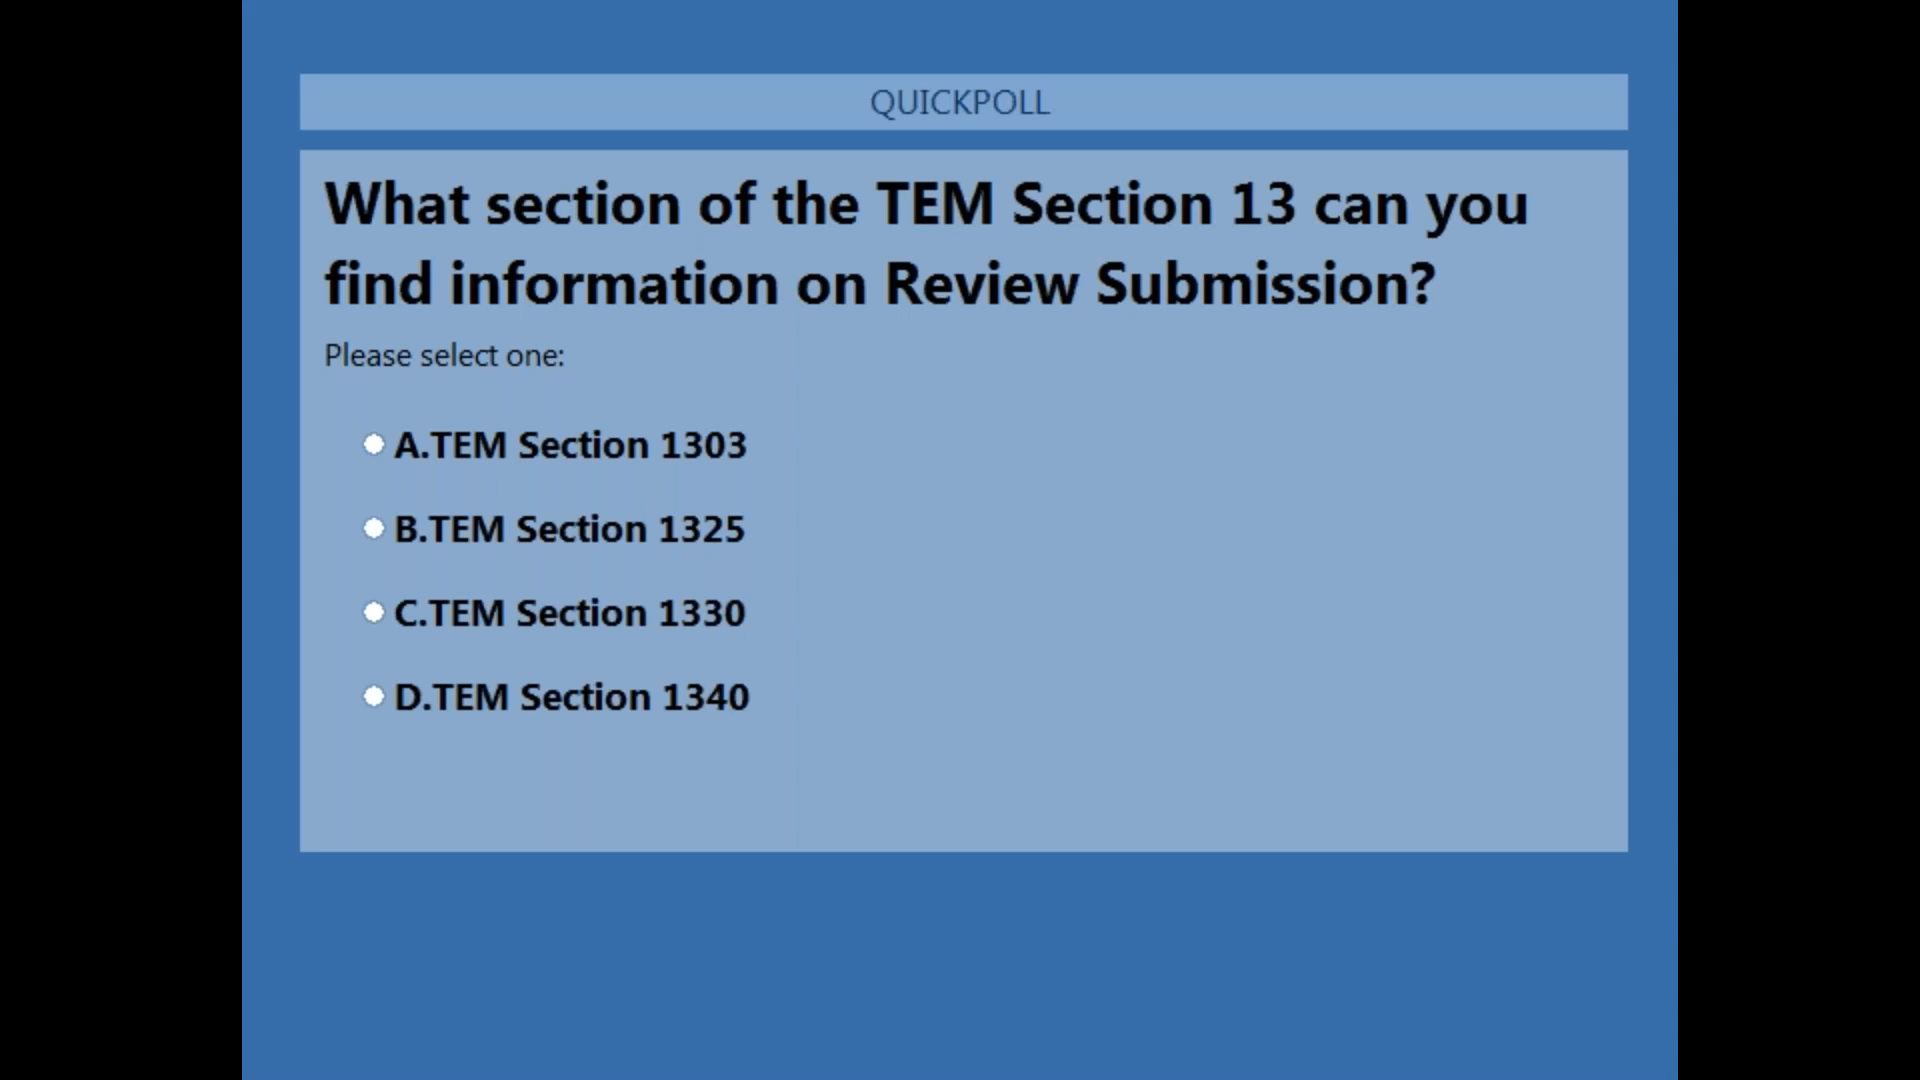 QUICKPOLL
What section of the TEM Section 13 can you
find information on Review Submission?
Please select one:
A.TEM Section 1303
B.TEM Section 1325
C.TEM Section 1330
D.TEM Section 1340